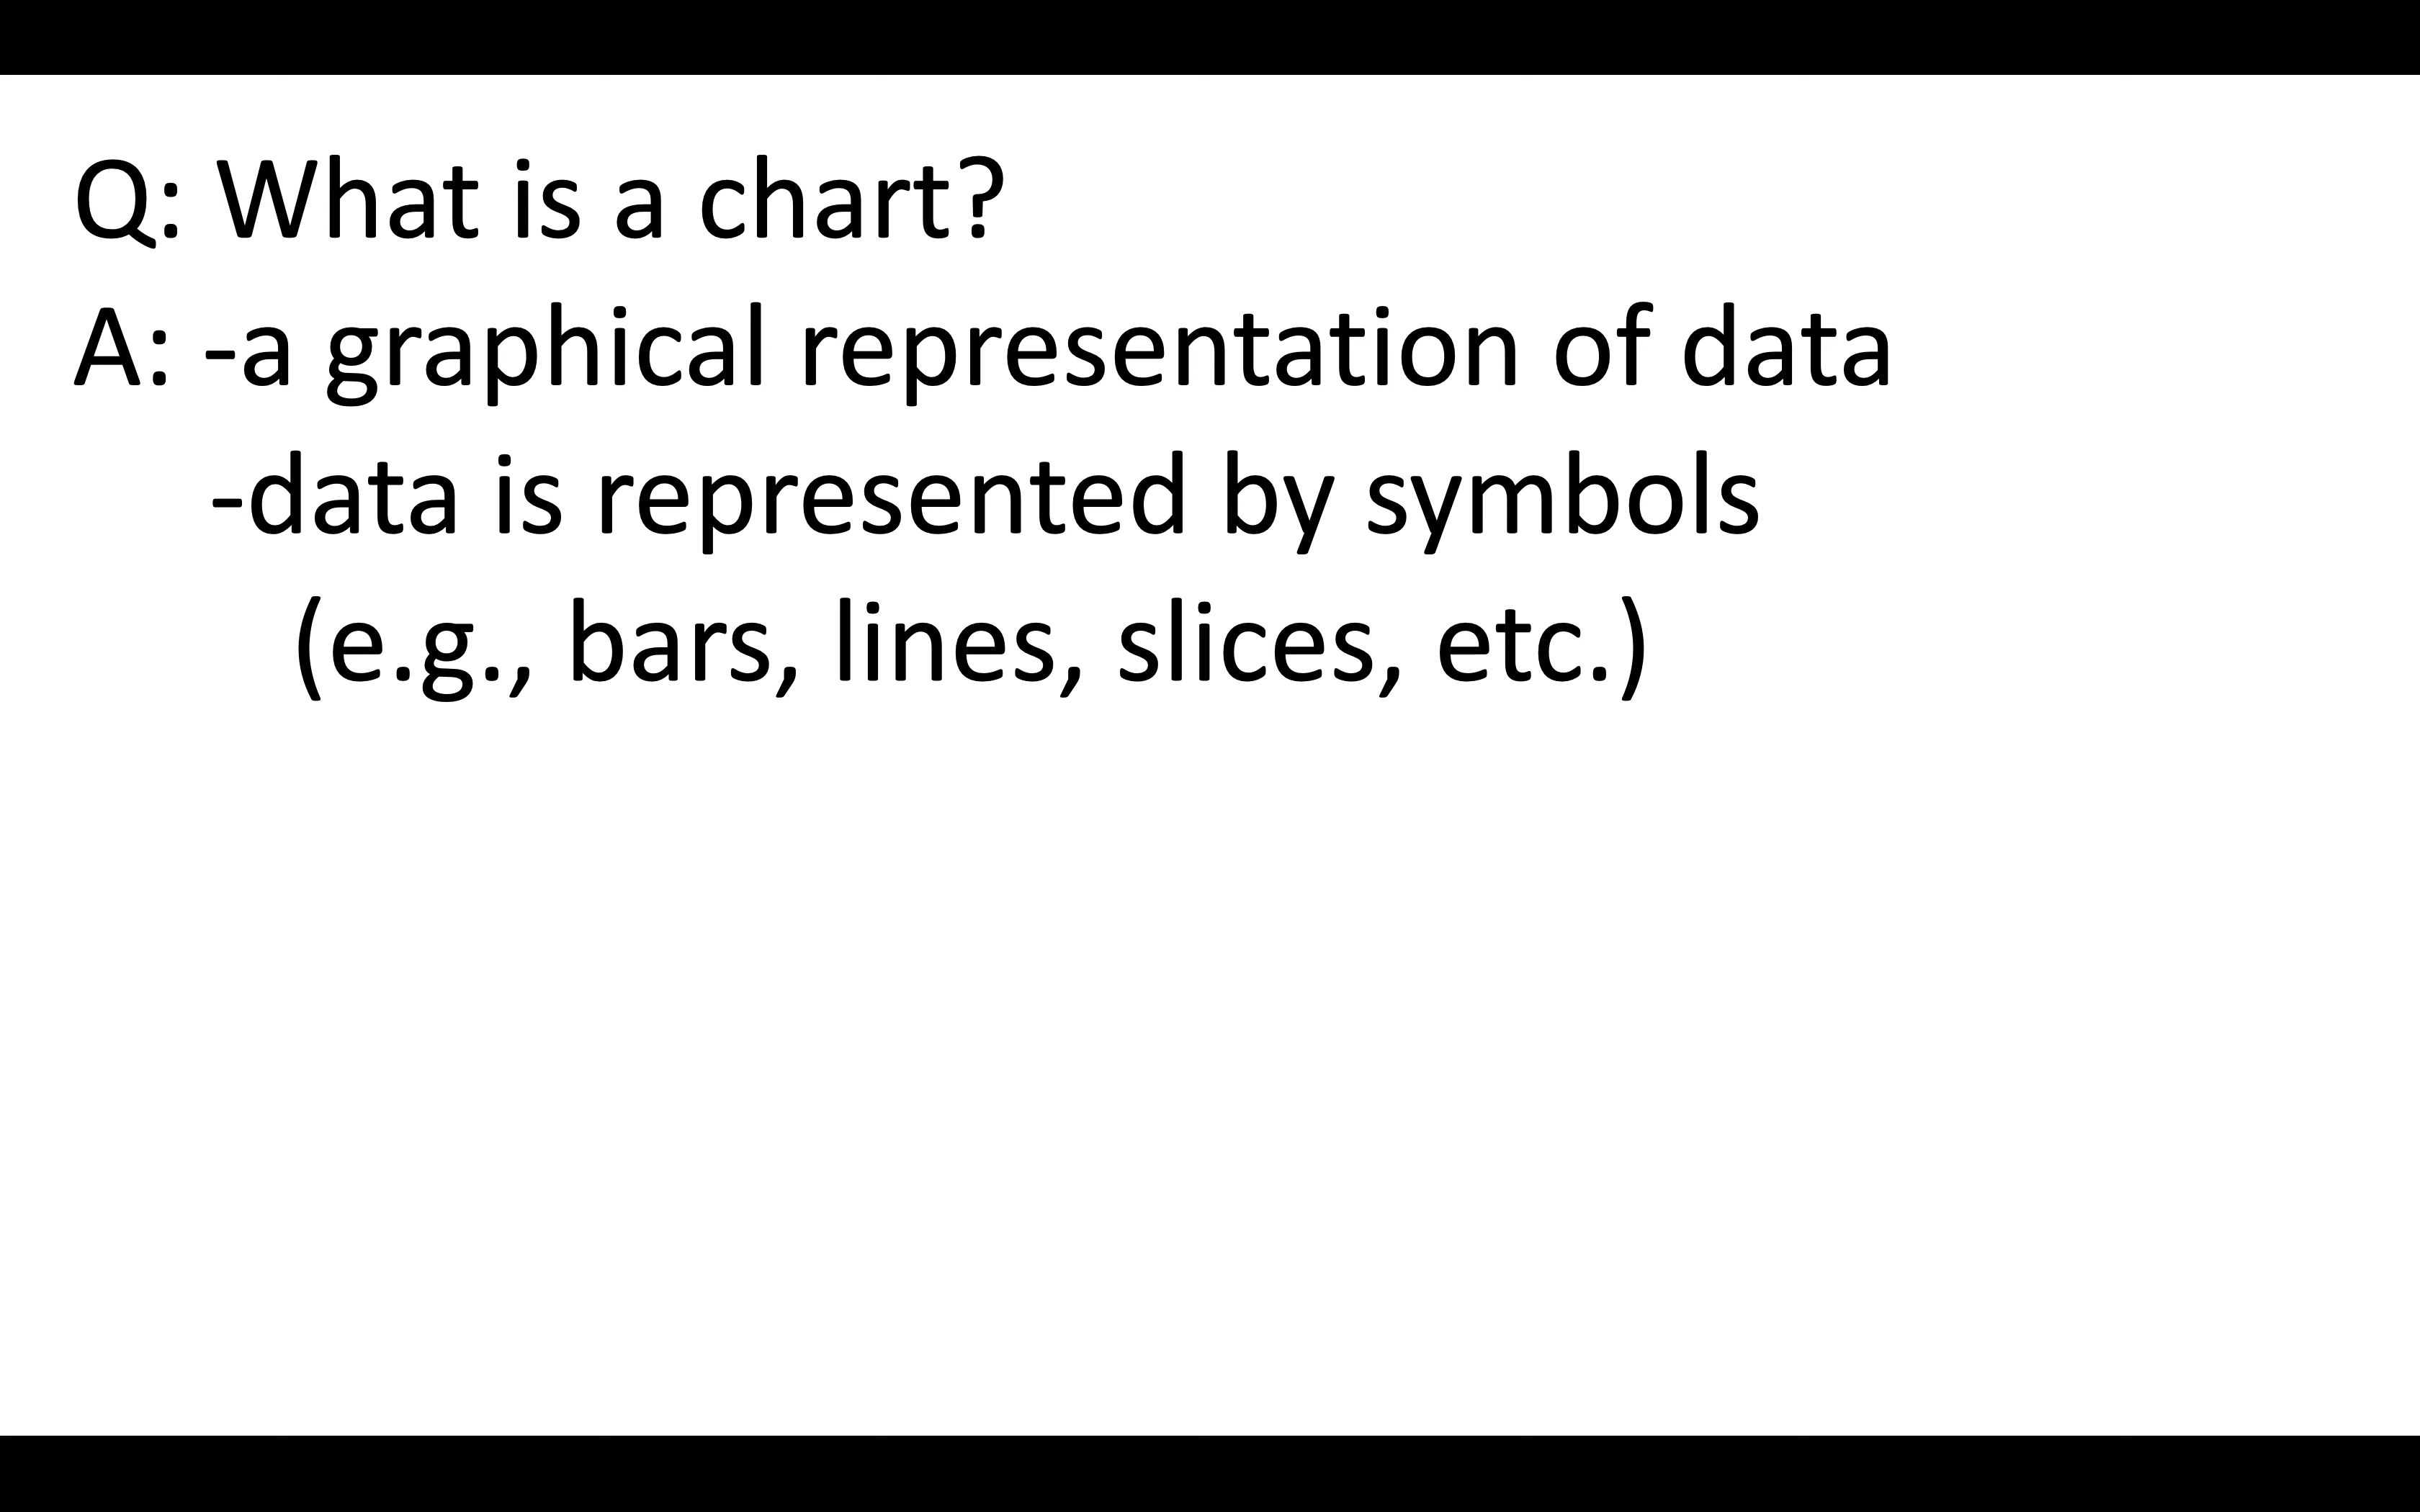 Q: What is a chart?
A: -a graphical representation of data
-data is represented by symbols
(e.g., bars, lines, slices, etc.)